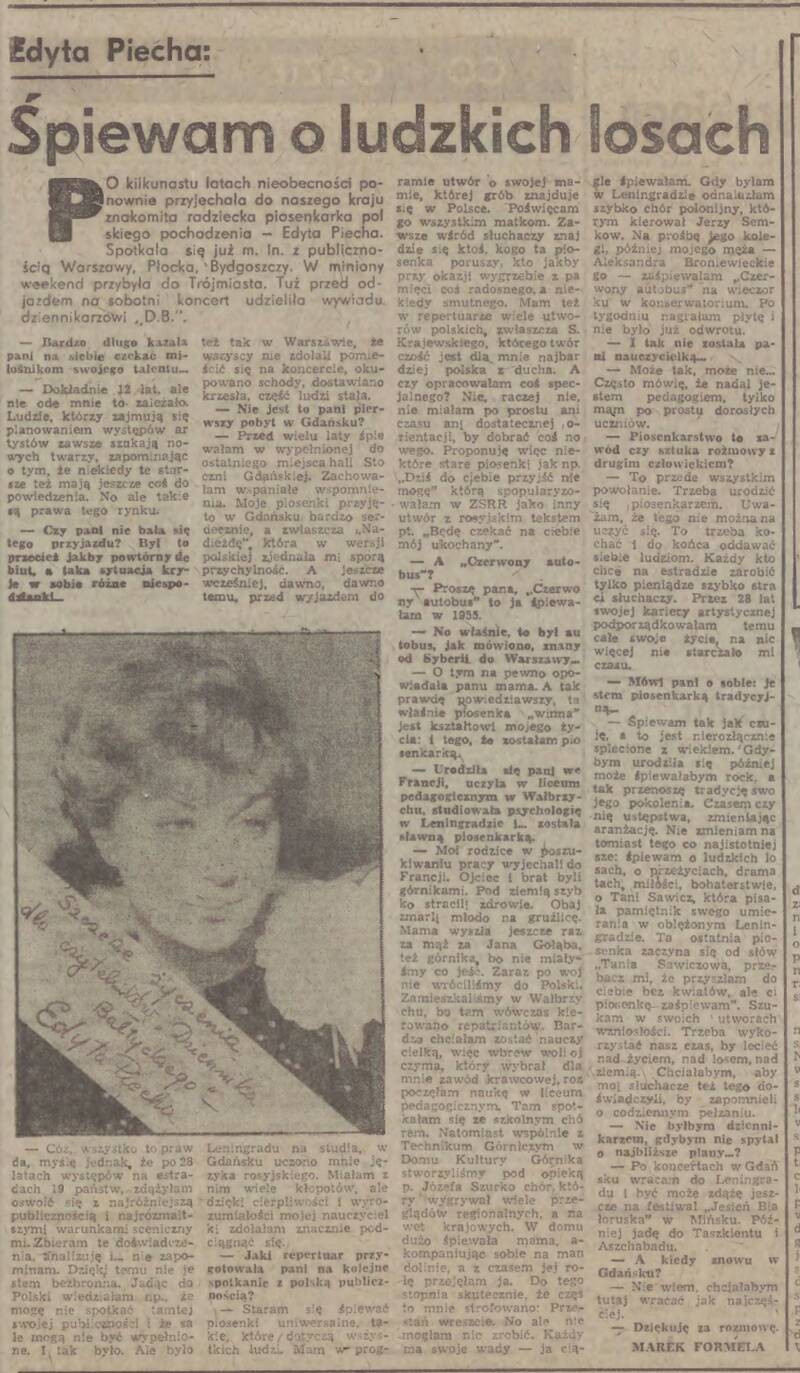 Edyta Piecha:
Śpiewam o ludzkich losach
PO kilkunastu latach nieobecności po-
nownie przyjechała do naszego kraju
znakomita radziecka piosenkarka pol
skiego pochodzenia – Edyta Piecha.
Spotkała się już m. in. z publiczno-
ścią Warszawy, Płocka, Bydgoszczy. W miniony
weekend przybyła do Trójmiasta. Tuż przed od-
jazdem na sobotni koncert udzieliła wywiadu
dziennikarzowi „D.B.".
— Bardzo długo kazała
pani na siebie czekać mi-
łośnikom swojego talentu...
— Dokładnie 12 lat, ale
nie ode mnie to zależało.
Ludzie, którzy zajmują się
planowaniem występów ar
tystów zawsze szukają no-
wych twarzy, zapominając
o tym, że niekiedy te star-
sze też mają jeszcze coś do
powiedzenia. No ale takie
są prawa tego rynku.
— Czy pani nie bała się
tego przyjazdu? Był to
przecież jakby powtórny de
biut, a taka sytuacja kry-
je w sobie różne niespo-
dzianki...
— Cóż, wszystko to praw
da, myślę jednak, że po 28
latach występów na estra-
dach 19 państw, zdążyłam
oswoić się z najróżniejszą
publicznością i najrozmait-
szymi warunkami sceniczny
mi. Zbieram te doświadcze-
nia, analizuję i... nie zapo-
minam. Dzięki temu nie je
stem bezbronna. Jadąc do
Polski wiedziałam np., że
mogę nie spotkać tamtej
swojej publiczności i że sa
le mogą nie być wypełnio-
ne. I tak było. Ale było
też tak w Warszawie, że
wszyscy nie zdołali pomie-
ścić się na koncercie, oku-
powano schody, dostawiano
krzesła, część ludzi stała.
— Nie jest to pani pier-
wszy pobyt w Gdańsku?
— Przed wielu laty śpie
wałam w wypełnionej do
ostatniego miejsca hali Sto
czni Gdańskiej. Zachowa-
łam wspaniałe wspomnie-
nia. Moje piosenki przyję-
to w Gdańsku bardzo ser-
decznie, a zwłaszcza „Na-
dieżdę", która w wersji
polskiej zjednała mi sporą
przychylność. A jeszcze
wcześniej, dawno, dawno
temu, przed wyjazdem do
Leningradu na studia, w
Gdańsku uczono mnie ję-
zyka rosyjskiego. Miałam z
nim wiele kłopotów, ale
dzięki cierpliwości i wyro-
zumiałości mojej nauczyciel
ki zdołałam znacznie pod-
ciągnąć się.
— Jaki repertuar przy-
gotowała pani na kolejne
spotkanie z polską publicz-
nością?
— Staram się śpiewać
piosenki uniwersalne, ta-
kie, które dotyczą wszys-
tkich ludzi. Mam w prog-
ramie utwór o swojej ma-
mie, której grób znajduje
się w Polsce. Poświęcam
go wszystkim matkom. Za-
wsze wśród słuchaczy znaj
dzie się ktoś, kogo ta pio-
senka poruszy, kto jakby
przy okazji wygrzebie z pa
mięci coś radosnego, a nie-
kiedy smutnego. Mam też
w repertuarze wiele utwo-
rów polskich, zwłaszcza S.
Krajewskiego, którego twór
czość jest dla mnie najbar
dziej polska z ducha. A
czy opracowałam coś spec-
jalnego? Nie, raczej nie,
nie miałam po prostu ani
czasu ani dostatecznej o-
rientacji, by dobrać coś no
wego. Proponuję więc nie-
które stare piosenki jak np.
„Dziś do ciebie przyjść nie
mogę" którą spopularyzo-
wałam w ZSRR jako inny
utwór z rosyjskim tekstem
pt. „Będę czekać na ciebie
mój ukochany".
— A „Czerwony auto-
bus"?
— Proszę pana, „Czerwo
ny autobus" to ja śpiewa-
łam w 1955.
— No właśnie, to był au
tobus, jak mówiono, znany
od Syberii do Warszawy...
— O tym na pewno opo-
wiadała panu mama. A tak
prawdę powiedziawszy, ta
właśnie piosenka „winna"
jest kształtowi mojego ży-
cia: i tego, że zostałam pio
senkarką.
— Urodziła się pani we
Francji, uczyła w liceum
pedagogicznym w Wałbrzy-
chu, studiowała psychologię
w Leningradzie i... została
sławną piosenkarką.
— Moi rodzice w poszu-
kiwaniu pracy wyjechali do
Francji. Ojciec i brat byli
górnikami. Pod ziemią szyb
ko stracili zdrowie. Obaj
zmarli młodo na gruźlicę.
Mama wyszła jeszcze raz
za mąż za Jana Gołąba,
też górnika, bo nie miały-
śmy co jeść. Zaraz po woj
nie wróciliśmy do Polski.
Zamieszkaliśmy w Wałbrzy
chu, bo tam wówczas kie-
rowano repatriantów. Bar-
dzo chciałam zostać nauczy
cielką, więc wbrew woli oj
czyma, który wybrał dla
mnie zawód krawcowej, roz
poczęłam naukę w liceum
pedagogicznym. Tam spot-
kałam się ze szkolnym chó
rem. Natomiast wspólnie z
Technikum Górniczym w
Domu Kultury Górnika
stworzyliśmy pod opieką
p. Józefa Szurko chór, któ-
ry wygrywał wiele prze-
glądów regionalnych, a na
wet krajowych. W domu
dużo śpiewała mama, a-
kompaniując sobie na man
dolinie, a z czasem jej ro-
lę przejęłam ja. Do tego
stopnia skutecznie, że częs
to mnie strofowano: Prze-
stań wreszcie. No ale nie
mogłam nic zrobić. Każdy
ma swoje wady — ja cią-
gle śpiewałam. Gdy byłam
w Leningradzie odnalazłam
szybko chór polonijny, któ-
rym kierował Jerzy Sem-
kow. Na prośbę jego kole-
gi, później mojego męża —
Aleksandra Broniewickie
go — zaśpiewałam „Czer-
wony autobus" na wieczor
ku w konserwatorium. Po
tygodniu nagrałam płytę i
nie było już odwrotu.
— I tak nie została pa-
ni nauczycielką...
— Może tak, może nie...
Często mówię, że nadal je-
stem pedagogiem, tylko
mam po prostu dorosłych
uczniów.
— Piosenkarstwo to za-
wód czy sztuka rozmowy z
drugim człowiekiem?
— To przede wszystkim
powołanie. Trzeba urodzić
się piosenkarzem. Uwa-
żam, że tego nie można na
uczyć się. To trzeba ko-
chać i do końca oddawać
siebie ludziom. Każdy kto
chce na estradzie zarobić
tylko pieniądze szybko stra
ci słuchaczy. Przez 28 lat
swojej kariery artystycznej
podporządkowałam temu
całe swoje życie, na nic
więcej nie starczało mi
czasu.
— Mówi pani o sobie: je
stem piosenkarką tradycyj-
ną...
— Śpiewam tak jak czu-
ję, a to jest nierozłącznie
splecione z wiekiem. Gdy-
bym urodziła się później
może śpiewałabym rock, a
tak przenoszę tradycję swo
jego pokolenia. Czasem czy
nię ustępstwa, zmieniając
aranżację. Nie zmieniam na
tomiast tego co najistotniej
sze: śpiewam o ludzkich lo
sach, o przeżyciach, drama
tach, miłości, bohaterstwie,
o Tani Sawicz, która pisa-
ła pamiętnik swego umie-
rania w oblężonym Lenin-
gradzie. Ta ostatnia pio-
senka zaczyna się od słów
„Tania Sawiczowa, prze-
bacz mi, że przyszłam do
ciebie bez kwiatów, ale ci
piosenkę zaśpiewam". Szu-
kam w swoich utworach
wzniosłości. Trzeba wyko-
rzystać nasz czas, by lecieć
nad życiem, nad losem, nad
ziemią. Chciałabym, aby
moi słuchacze też tego do-
świadczyli, by zapomnieli
o codziennym pełzaniu.
— Nie byłbym dzienni-
karzem, gdybym nie spytał
o najbliższe plany...?
— Po koncertach w Gdań
sku wracam do Leningra-
du i być może zdążę jesz-
cze na festiwal „Jesień Bia
łoruska" w Mińsku. Póź-
niej jadę do Taszkientu i
Aszchabadu.
— A kiedy znowu w
Gdańsku?
— Nie wiem, chciałabym
tutaj wracać jak najczęś-
ciej.
— Dziękuję za rozmowę.
MAREK FORMELA
Szczere życzenia
dla czytelników „Dziennika
Bałtyckiego" –
Edyta Piecha